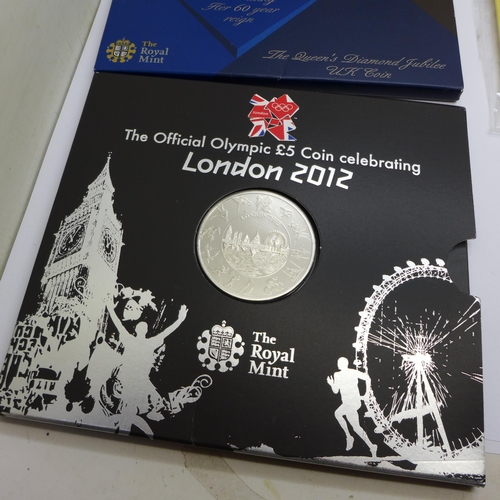 Her 60 year
reign
The
Royal
Mint
The Queen's Diamond Jubilee
UK Coin
The Official Olympic £5 Coin celebrating
London 2012
The
Royal
Mint